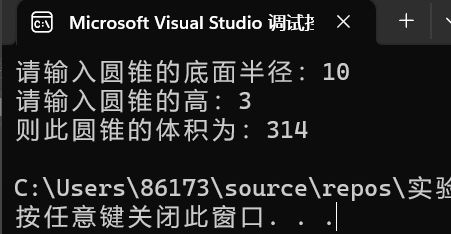 Microsoft Visual Studio 调试
请输入圆锥的底面半径：10
请输入圆锥的高：3
则此圆锥的体积为：314
C:\Users\86173\source\repos\实验
按任意键关闭此窗口. . .